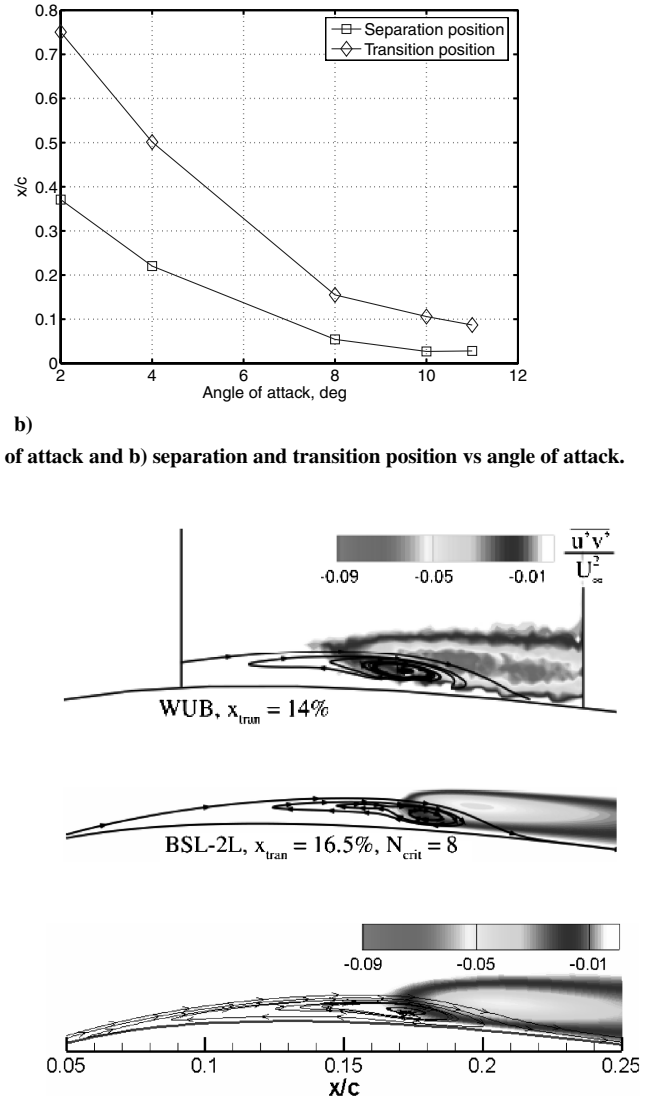 0.8
0.7
0.6
0.5
0.4
0.3
0.2
0.1
0
x/c
Separation position
Transition position
2 4 6 8 10 12
Angle of attack, deg
b)
of attack and b) separation and transition position vs angle of attack.
-0.09 -0.05 -0.01
u'v'
U²∞
WUB, xtran = 14%
BSL-2L, xtran = 16.5%, Ncrit = 8
-0.09 -0.05 -0.01
0.05 0.1 0.15 0.2 0.25
x/c